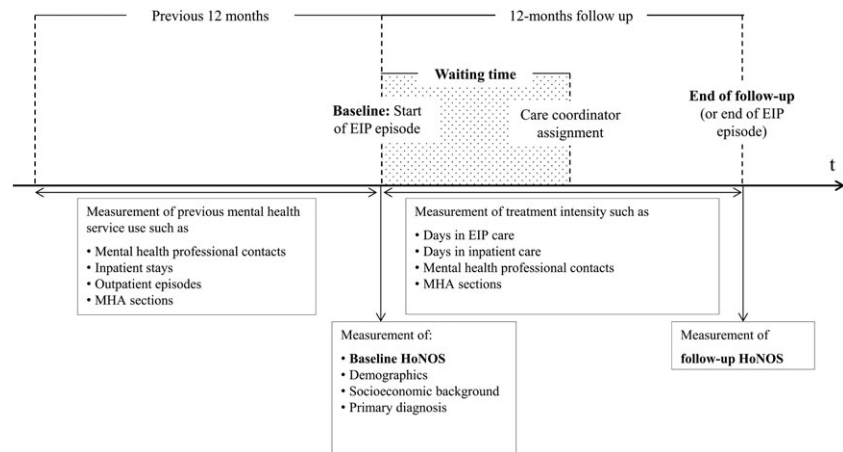 Previous 12 months
12-months follow up
Waiting time
Baseline: Start
of EIP episode
Care coordinator
assignment
End of follow-up
(or end of EIP
episode)
t
Measurement of previous mental health
service use such as
• Mental health professional contacts
• Inpatient stays
• Outpatient episodes
• MHA sections
Measurement of treatment intensity such as
• Days in EIP care
• Days in inpatient care
• Mental health professional contacts
• MHA sections
Measurement of:
• Baseline HoNOS
• Demographics
• Socioeconomic background
• Primary diagnosis
Measurement of
follow-up HoNOS